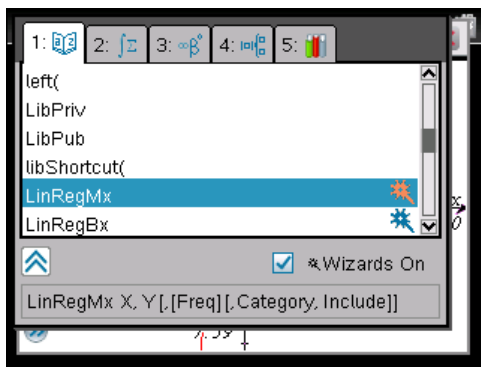 1: 2: ∫Σ 3: ∞β° 4: 5:
left(
LibPriv
LibPub
libShortcut(
LinRegMx
LinRegBx
Wizards On
LinRegMx X, Y[,[Freq][,Category, Include]]